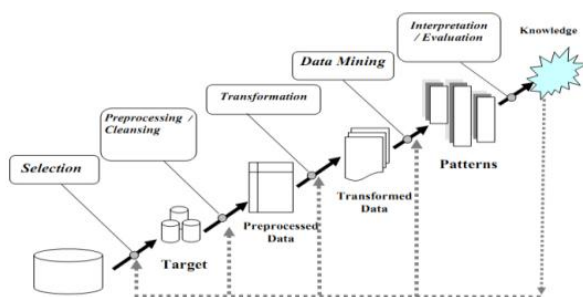 Interpretation
/ Evaluation
Knowledge
Data Mining
Transformation
Preprocessing /
Cleansing
Selection
Patterns
Transformed
Data
Preprocessed
Data
Target